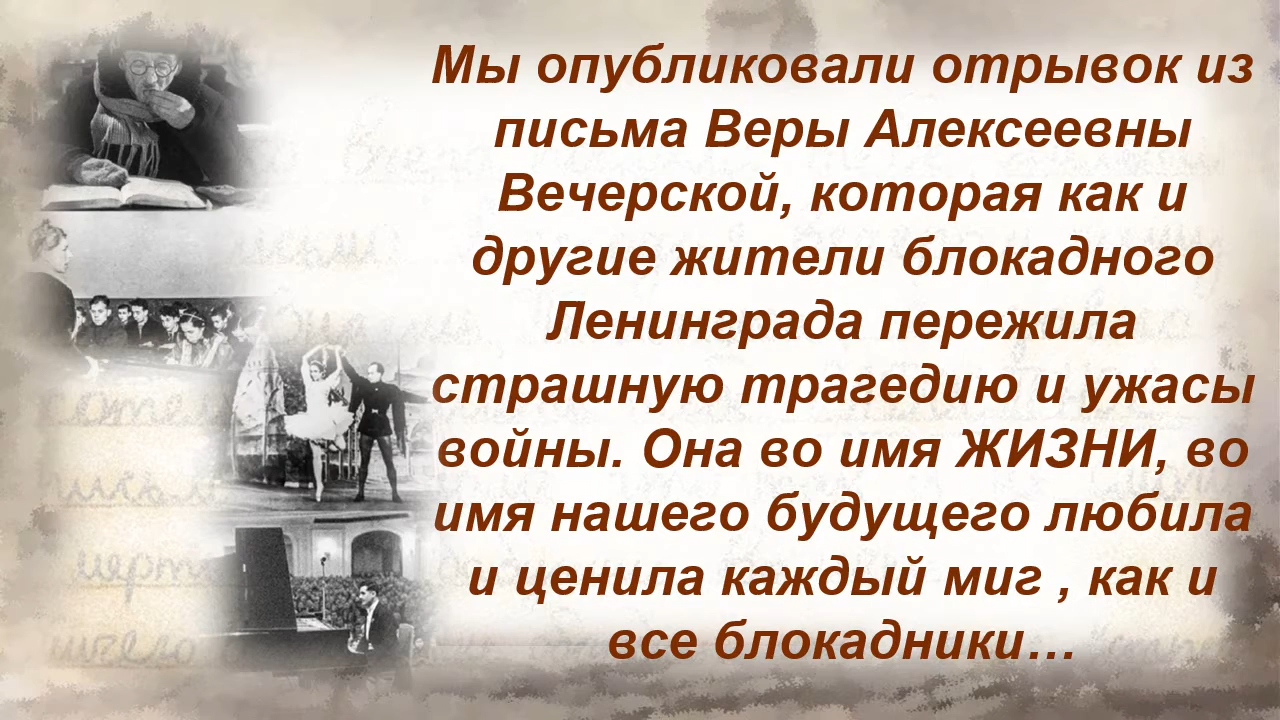 Мы опубликовали отрывок из
письма Веры Алексеевны
Вечерской, которая как и
другие жители блокадного
Ленинграда пережила
страшную трагедию и ужасы
войны. Она во имя ЖИЗНИ, во
имя нашего будущего любила
и ценила каждый миг , как и
все блокадники…